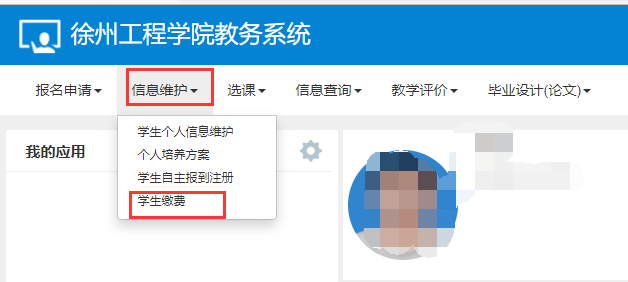 徐州工程学院教务系统
报名申请 信息维护 选课 信息查询 教学评价 毕业设计(论文)
学生个人信息维护
个人培养方案
学生自主报到注册
学生缴费
我的应用